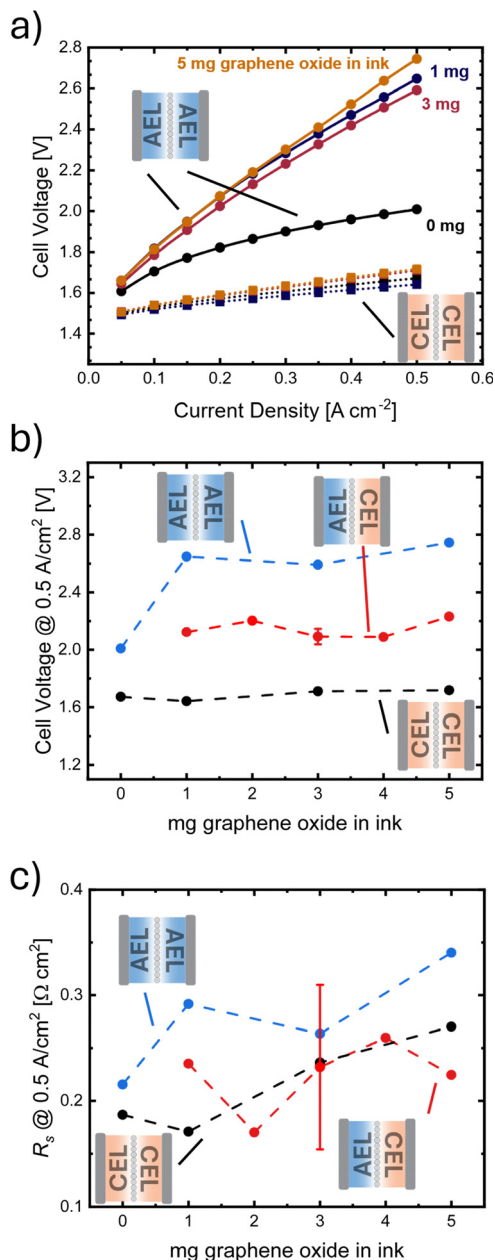 a)
2.8
2.6
2.4
2.2
2.0
1.8
1.6
1.4
Cell Voltage [V]
5 mg graphene oxide in ink
1 mg
3 mg
0 mg
AEL AEL
CEL CEL
0.0 0.1 0.2 0.3 0.4 0.5 0.6
Current Density [A cm⁻²]
b)
3.2
2.8
2.4
2.0
1.6
1.2
Cell Voltage @ 0.5 A/cm² [V]
AEL AEL
AEL CEL
CEL CEL
0 1 2 3 4 5
mg graphene oxide in ink
c)
0.4
0.3
0.2
0.1
Rs @ 0.5 A/cm² [Ω cm²]
AEL AEL
CEL CEL
AEL CEL
0 1 2 3 4 5
mg graphene oxide in ink